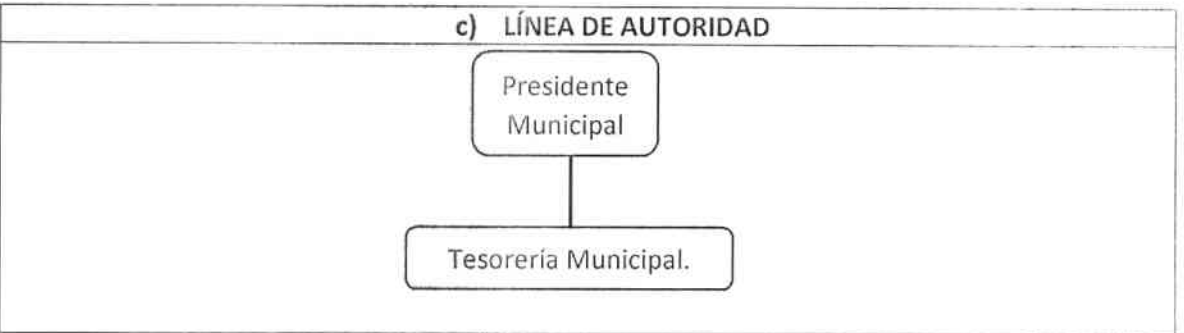 c) LÍNEA DE AUTORIDAD
Presidente
Municipal
Tesorería Municipal.